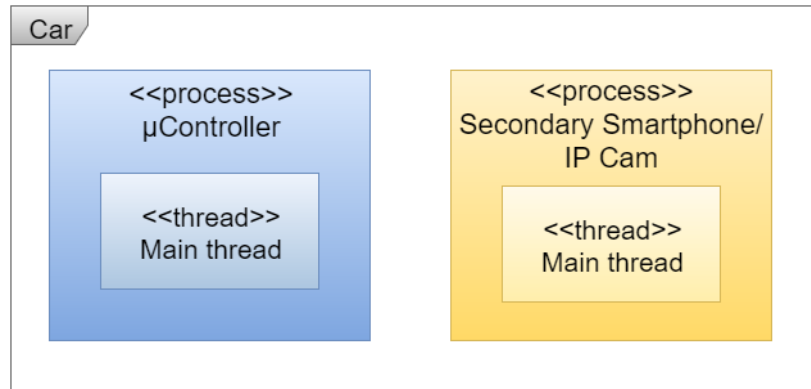 Car
<<process>>
µController
<<thread>>
Main thread
<<process>>
Secondary Smartphone/
IP Cam
<<thread>>
Main thread